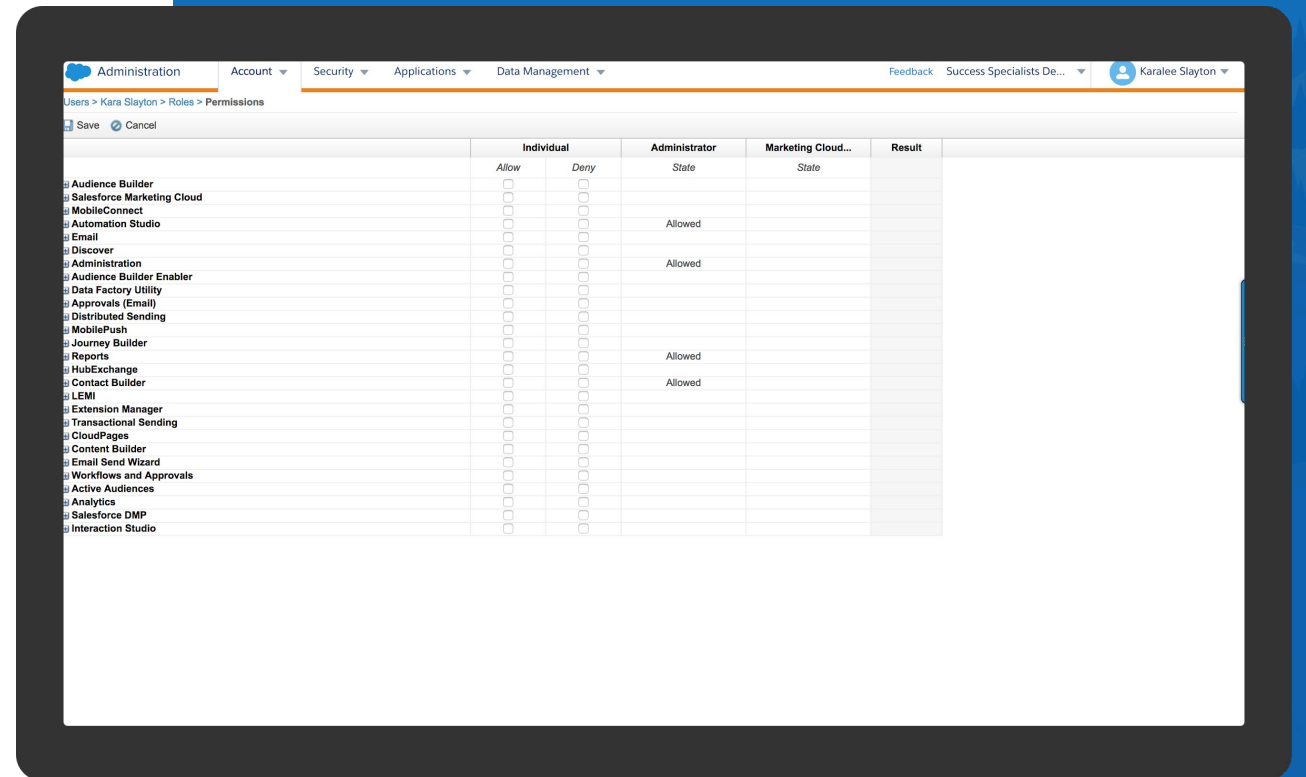 Administration Account Security Applications Data Management Feedback Success Specialists De... Karalee Slayton
Users > Kara Slayton > Roles > Permissions
Save Cancel
Individual Administrator Marketing Cloud... Result
Allow Deny State State
Audience Builder
Salesforce Marketing Cloud
MobileConnect
Automation Studio Allowed
Email
Discover
Administration Allowed
Audience Builder Enabler
Data Factory Utility
Approvals (Email)
Distributed Sending
MobilePush
Journey Builder
Reports Allowed
HubExchange
Contact Builder Allowed
LEMI
Extension Manager
Transactional Sending
CloudPages
Content Builder
Email Send Wizard
Workflows and Approvals
Active Audiences
Analytics
Salesforce DMP
Interaction Studio